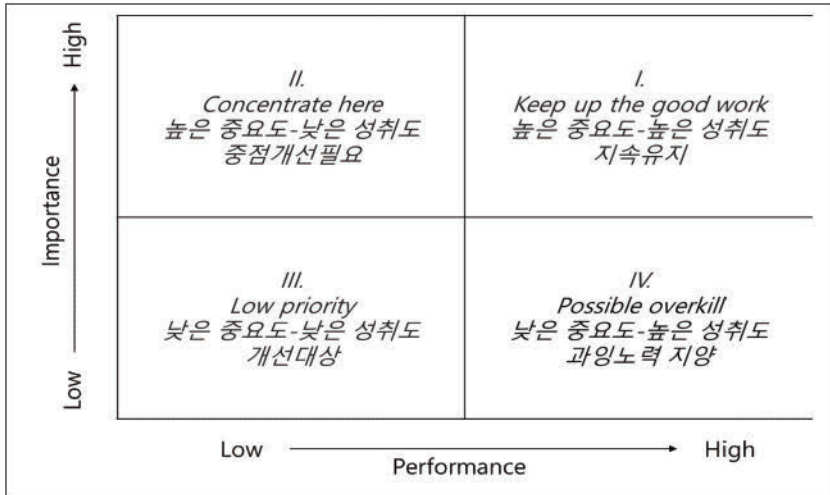 High
Importance
Low
II.
Concentrate here
높은 중요도-낮은 성취도
중점개선필요
I.
Keep up the good work
높은 중요도-높은 성취도
지속유지
III.
Low priority
낮은 중요도-낮은 성취도
개선대상
IV.
Possible overkill
낮은 중요도-높은 성취도
과잉노력 지양
Low
High
Performance